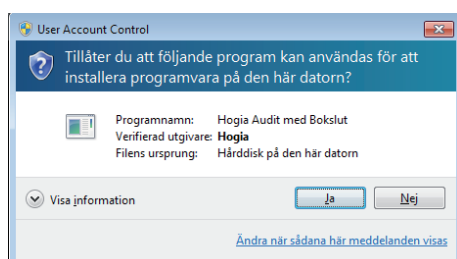 User Account Control
Tillåter du att följande program kan användas för att
installera programvara på den här datorn?
Programnamn: Hogia Audit med Bokslut
Verifierad utgivare: Hogia
Filens ursprung: Hårddisk på den här datorn
Visa information
Ja
Nej
Ändra när sådana här meddelanden visas